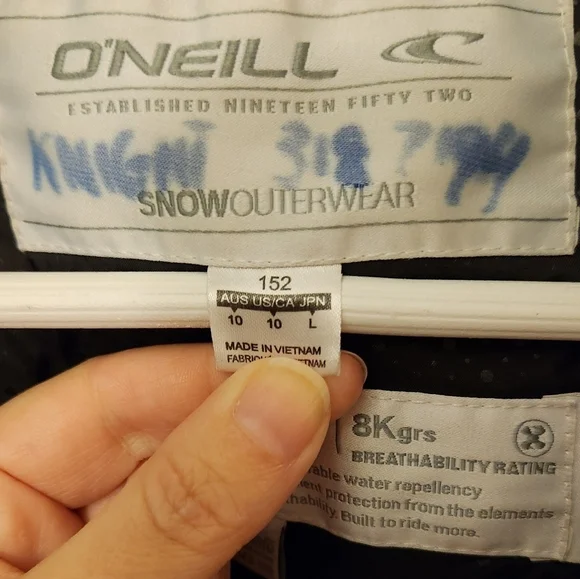 O'NEILL
ESTABLISHED NINETEEN FIFTY TWO
KNIGHT 318
SNOWOUTERWEAR
152
AUS US/CA JPN
10 10 L
MADE IN VIETNAM
8Kgrs
BREATHABILITY RATING
water repellency
protection from the elements
Built to ride more.